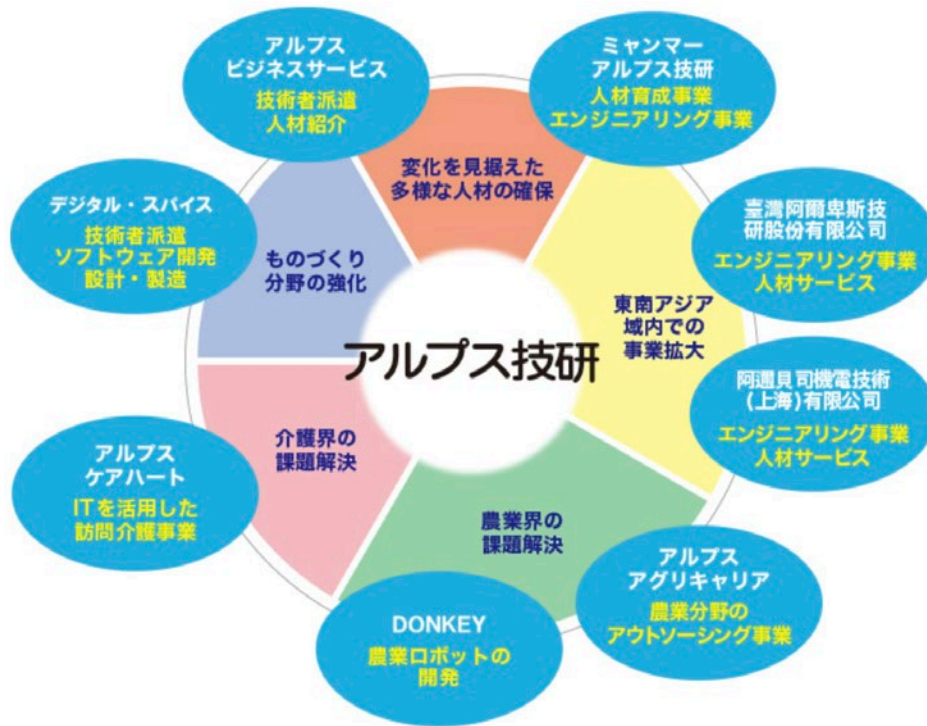 アルプス
ビジネスサービス
技術者派遣
人材紹介
ミャンマー
アルプス技研
人材育成事業
エンジニアリング事業
変化を見据えた
多様な人材の確保
デジタル・スパイス
技術者派遣
ソフトウェア開発
設計・製造
ものづくり
分野の強化
臺灣阿爾卑斯技
研股份有限公司
エンジニアリング事業
人材サービス
東南アジア
域内での
事業拡大
アルプス技研
阿邇貝司機電技術
(上海)有限公司
エンジニアリング事業
人材サービス
介護界の
課題解決
アルプス
ケアハート
ITを活用した
訪問介護事業
農業界の
課題解決
アルプス
アグリキャリア
農業分野の
アウトソーシング事業
DONKEY
農業ロボットの
開発